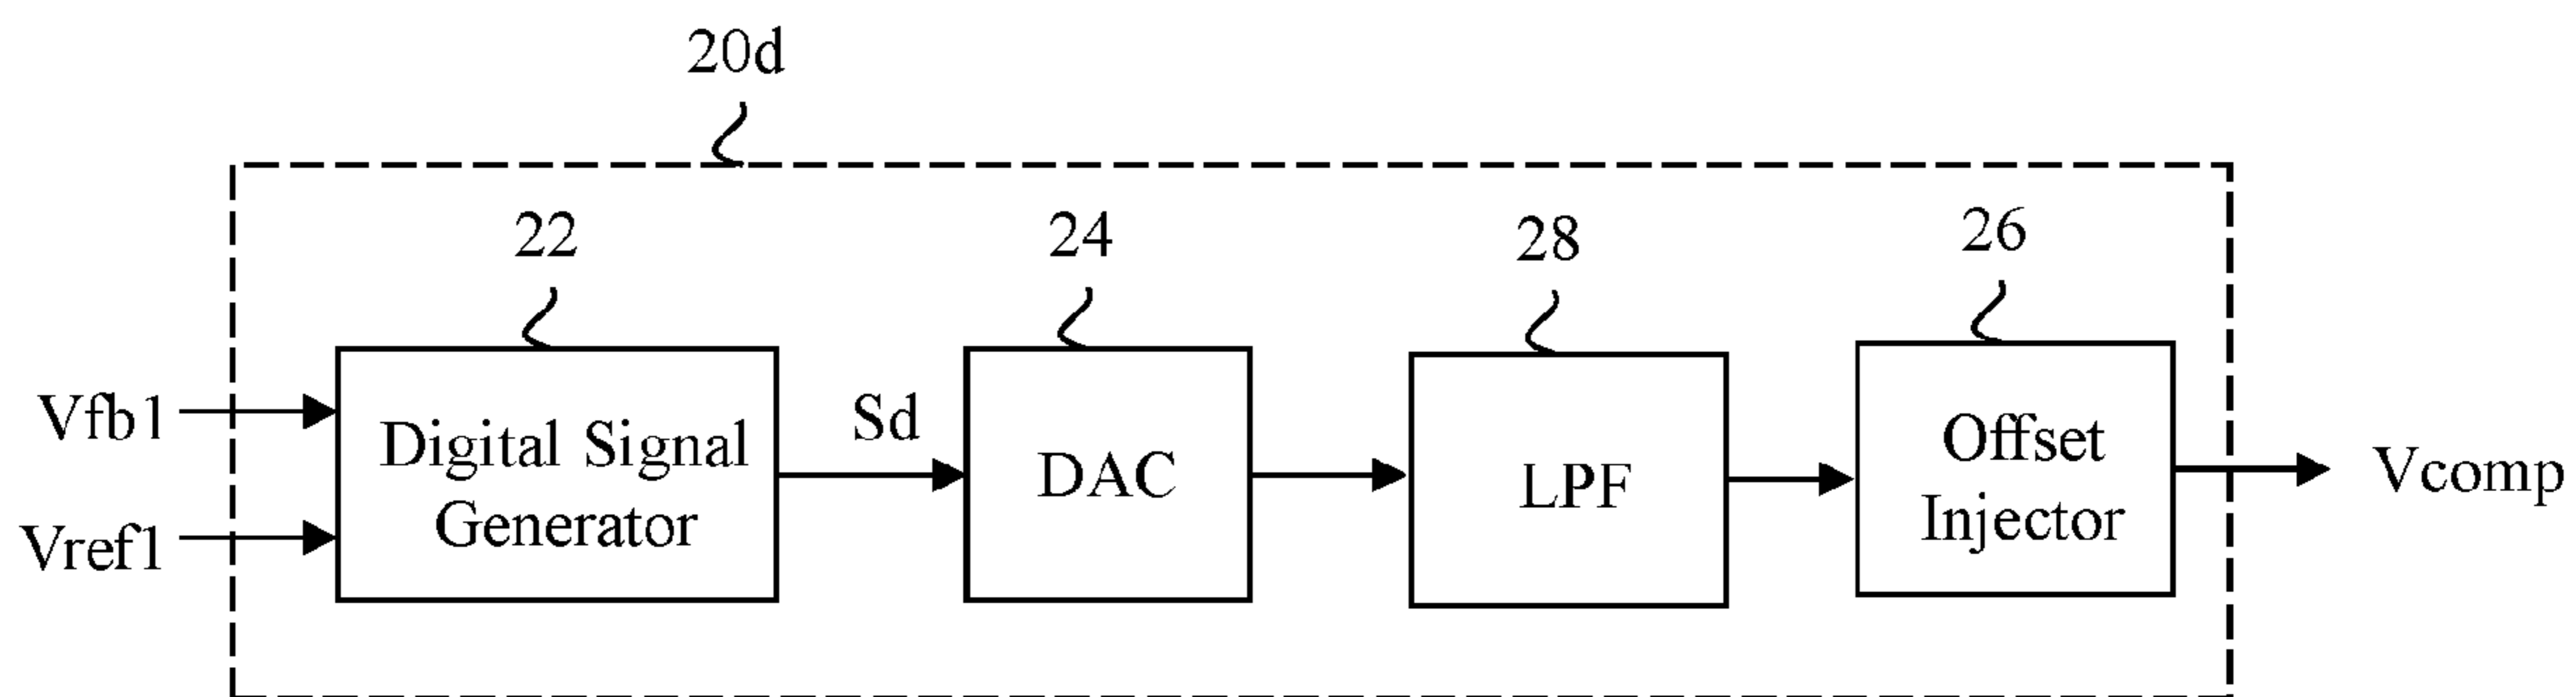 20d
22
24
28
26
Vfb1
Vref1
Digital Signal
Generator
Sd
DAC
LPF
Offset
Injector
Vcomp